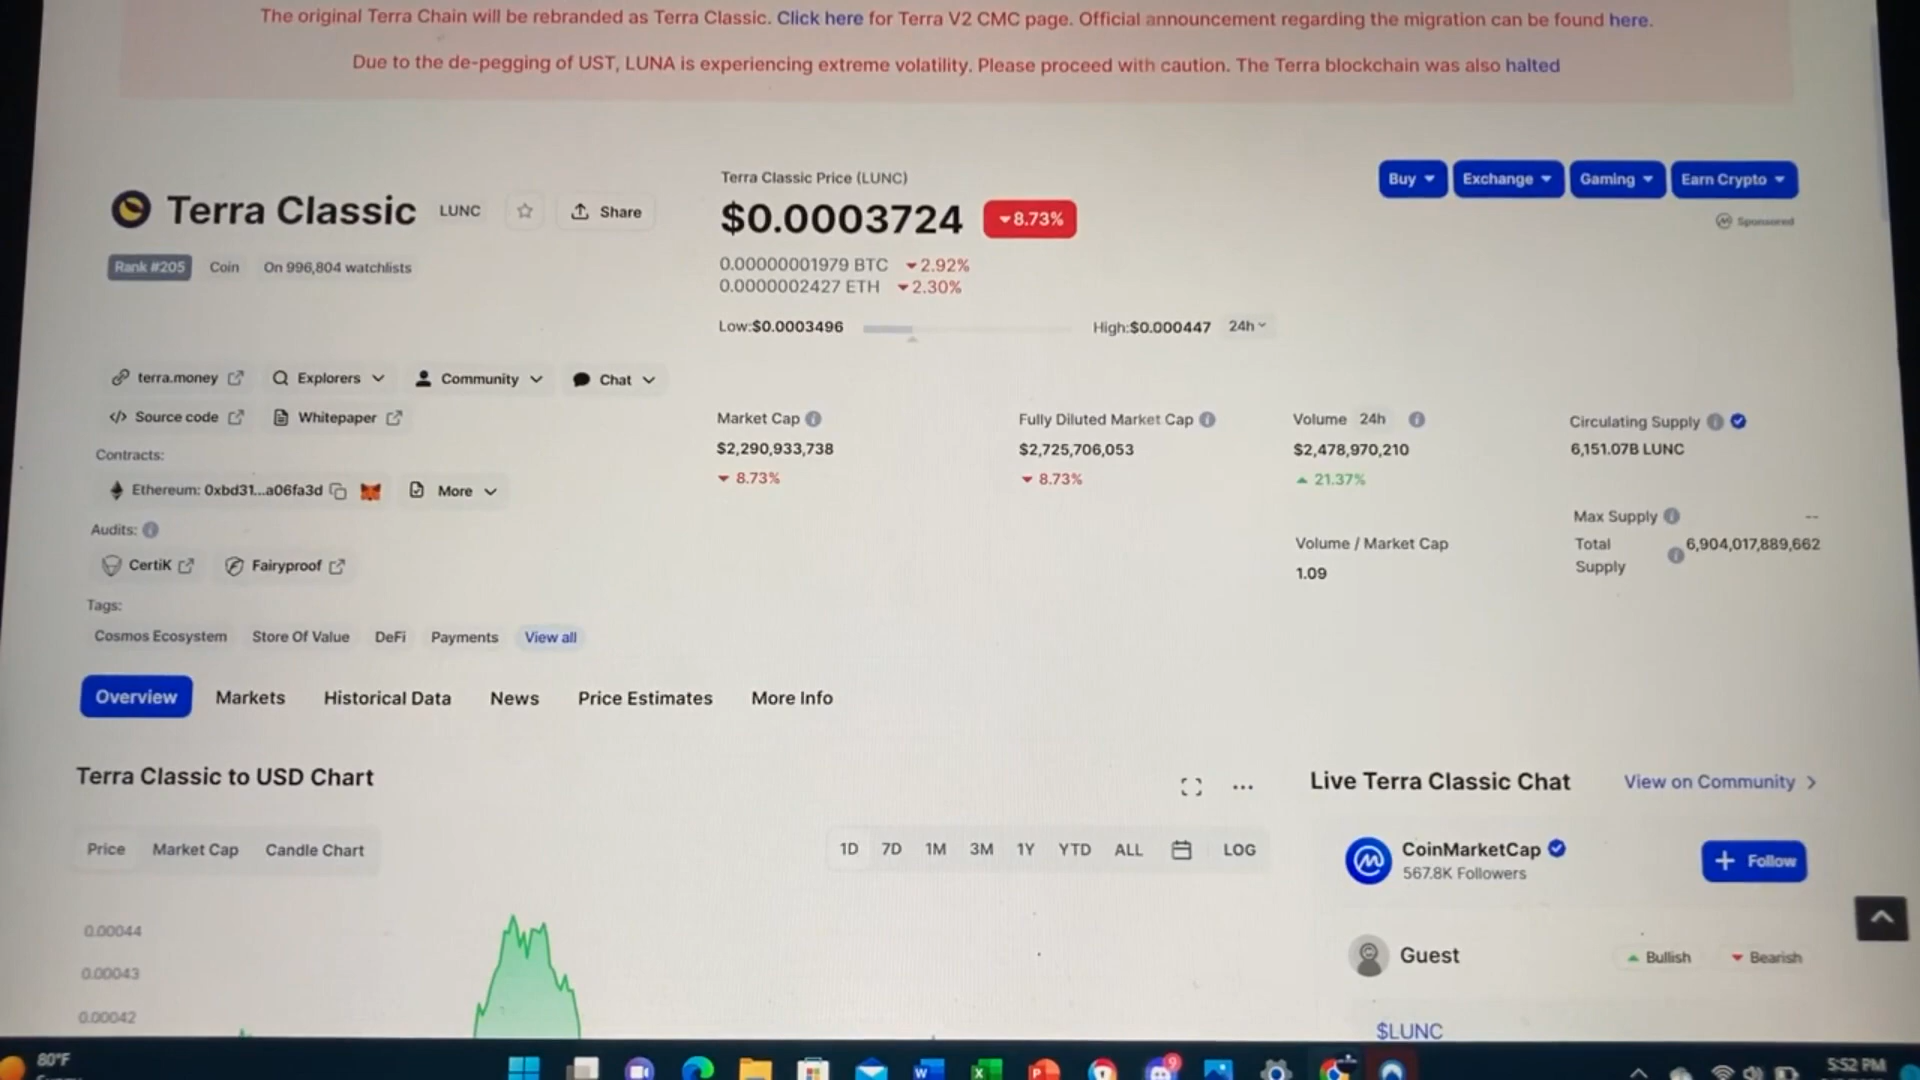 The original Terra Chain will be rebranded as Terra Classic. Click here for Terra V2 CMC page. Official announcement regarding the migration can be found here.
Due to the de-pegging of UST, LUNA is experiencing extreme volatility. Please proceed with caution. The Terra blockchain was also halted
Terra Classic LUNC Share
Rank #205 Coin On 996,804 watchlists
Terra Classic Price (LUNC)
$0.0003724 8.73%
0.00000001979 BTC 2.92%
0.0000002427 ETH 2.30%
Low:$0.0003496 High:$0.000447 24h
Buy Exchange Gaming Earn Crypto
Sponsored
terra.money Explorers Community Chat
Source code Whitepaper
Contracts:
Ethereum: 0xbd31...a06fa3d More
Audits:
CertiK Fairyproof
Tags:
Cosmos Ecosystem Store Of Value DeFi Payments View all
Market Cap
$2,290,933,738
8.73%
Fully Diluted Market Cap
$2,725,706,053
8.73%
Volume 24h
$2,478,970,210
21.37%
Volume / Market Cap
1.09
Circulating Supply
6,151.07B LUNC
Max Supply --
Total Supply 6,904,017,889,662
Overview Markets Historical Data News Price Estimates More Info
Terra Classic to USD Chart
Price Market Cap Candle Chart
1D 7D 1M 3M 1Y YTD ALL LOG
0.00044
0.00043
0.00042
Live Terra Classic Chat View on Community
CoinMarketCap
567.8K Followers
+ Follow
Guest Bullish Bearish
$LUNC
80°F
5:52 PM